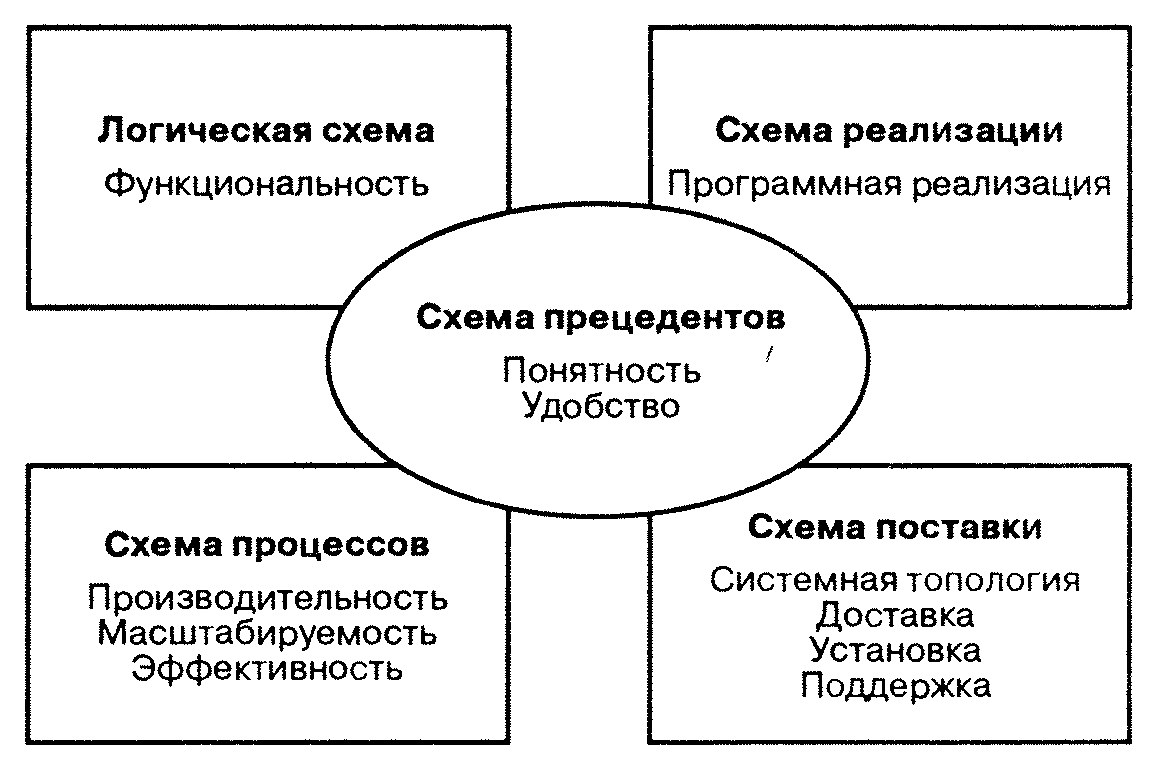 Логическая схема
Функциональность
Схема реализации
Программная реализация
Схема прецедентов
Понятность
Удобство
Схема процессов
Производительность
Масштабируемость
Эффективность
Схема поставки
Системная топология
Доставка
Установка
Поддержка